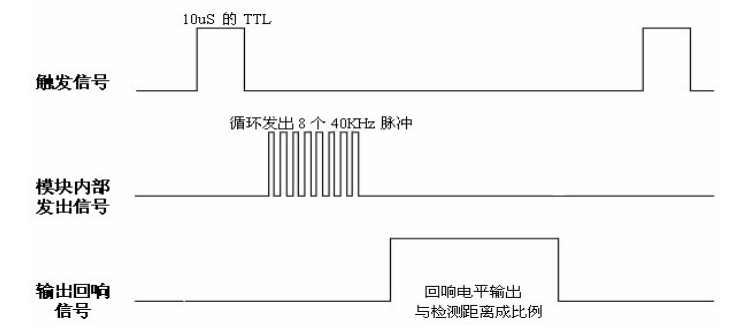 10uS 的 TTL
触发信号
循环发出 8 个 40KHz 脉冲
模块内部
发出信号
输出回响
信号
回响电平输出
与检测距离成比例